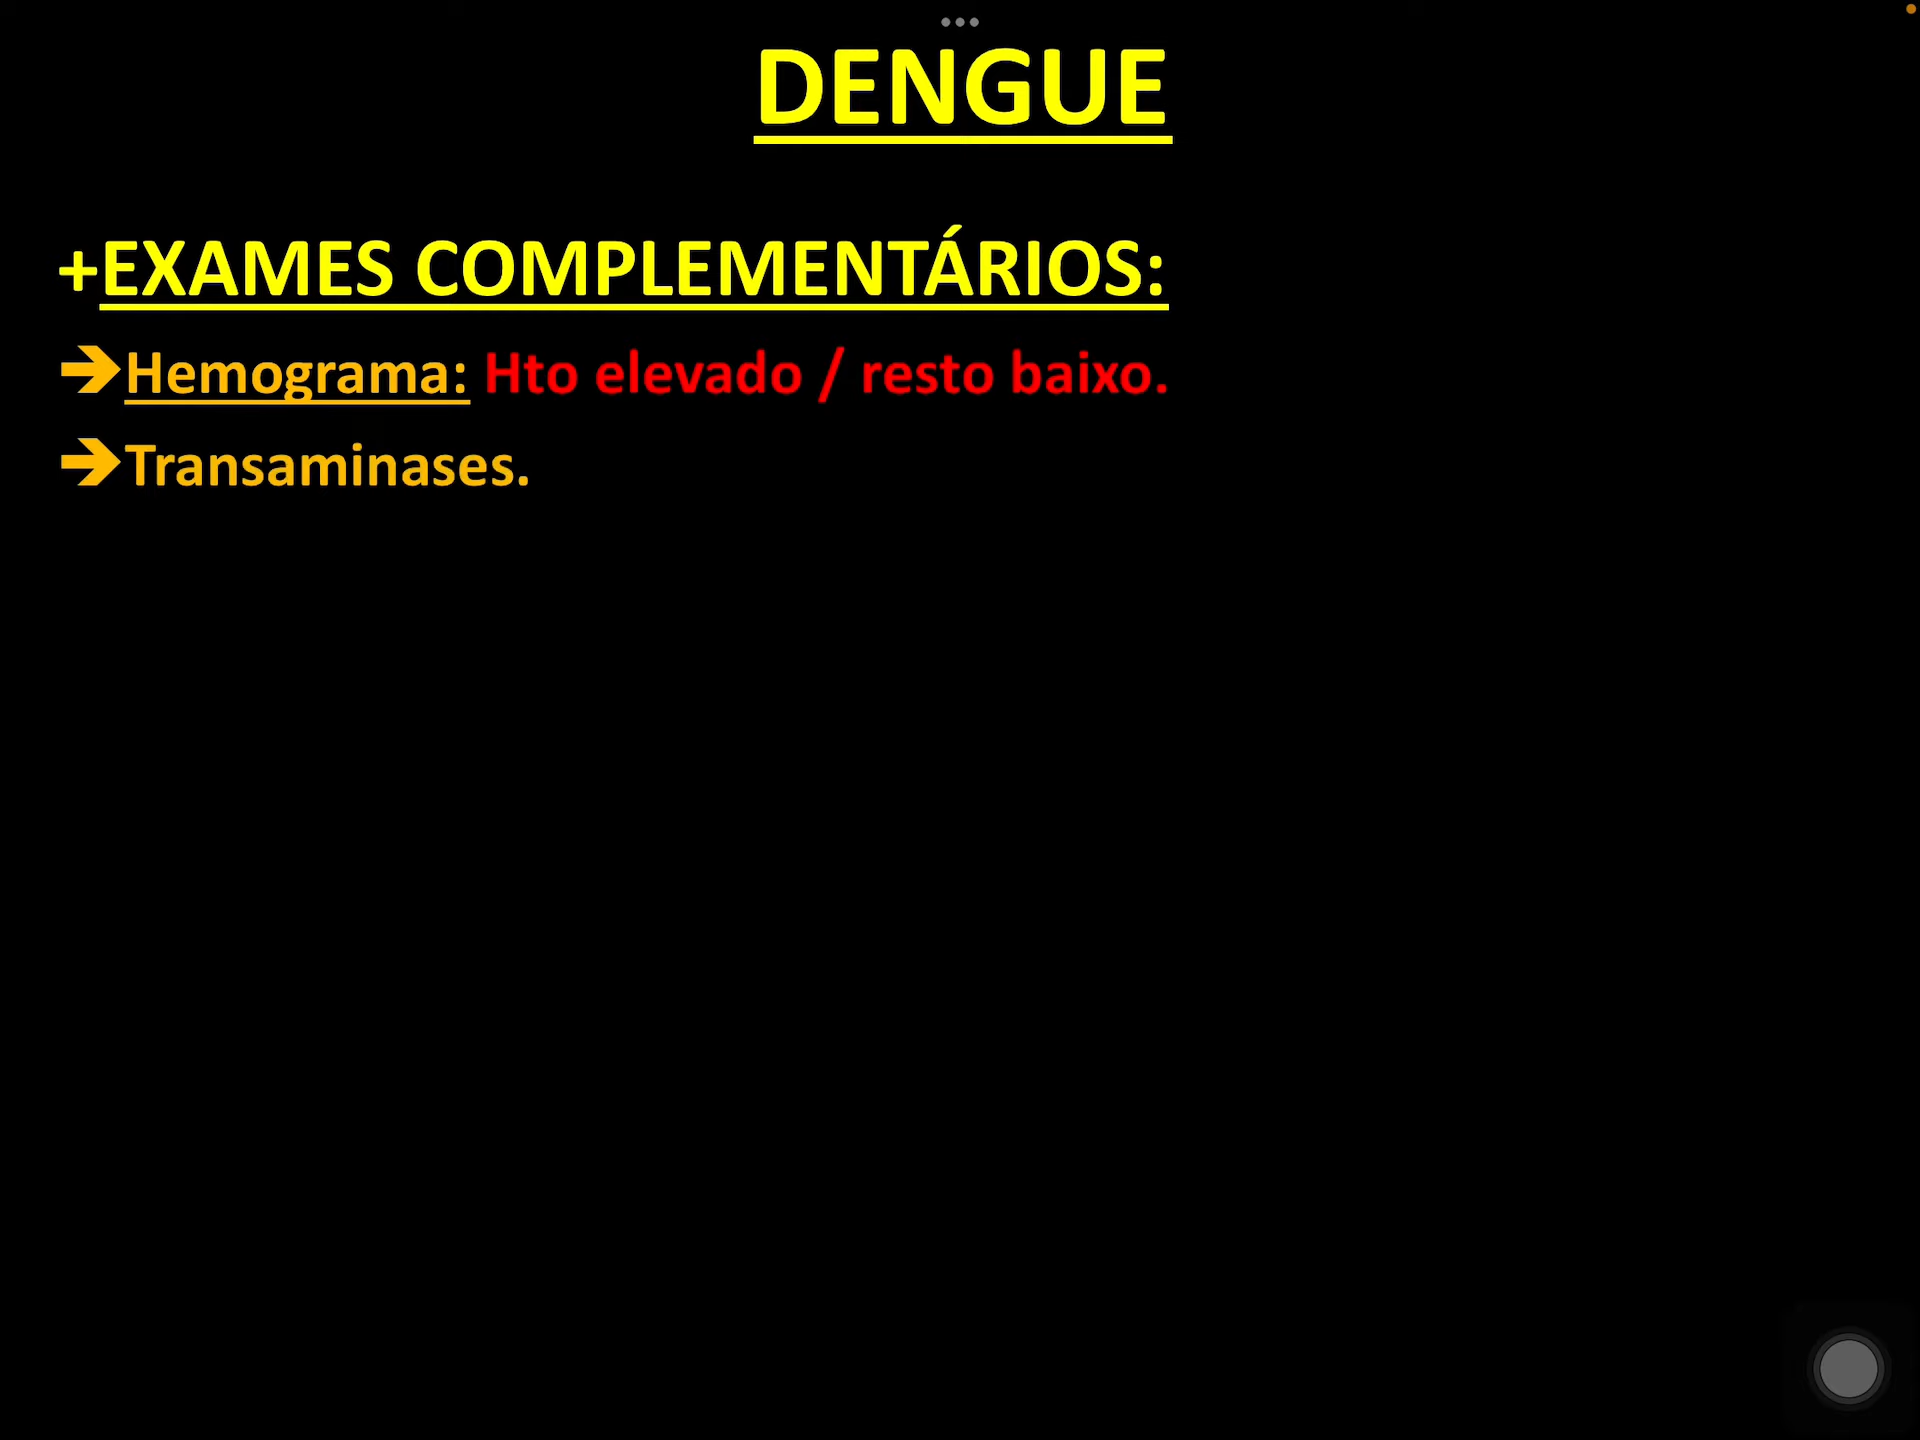 DENGUE
+EXAMES COMPLEMENTÁRIOS:
➔Hemograma: Hto elevado / resto baixo.
➔Transaminases.